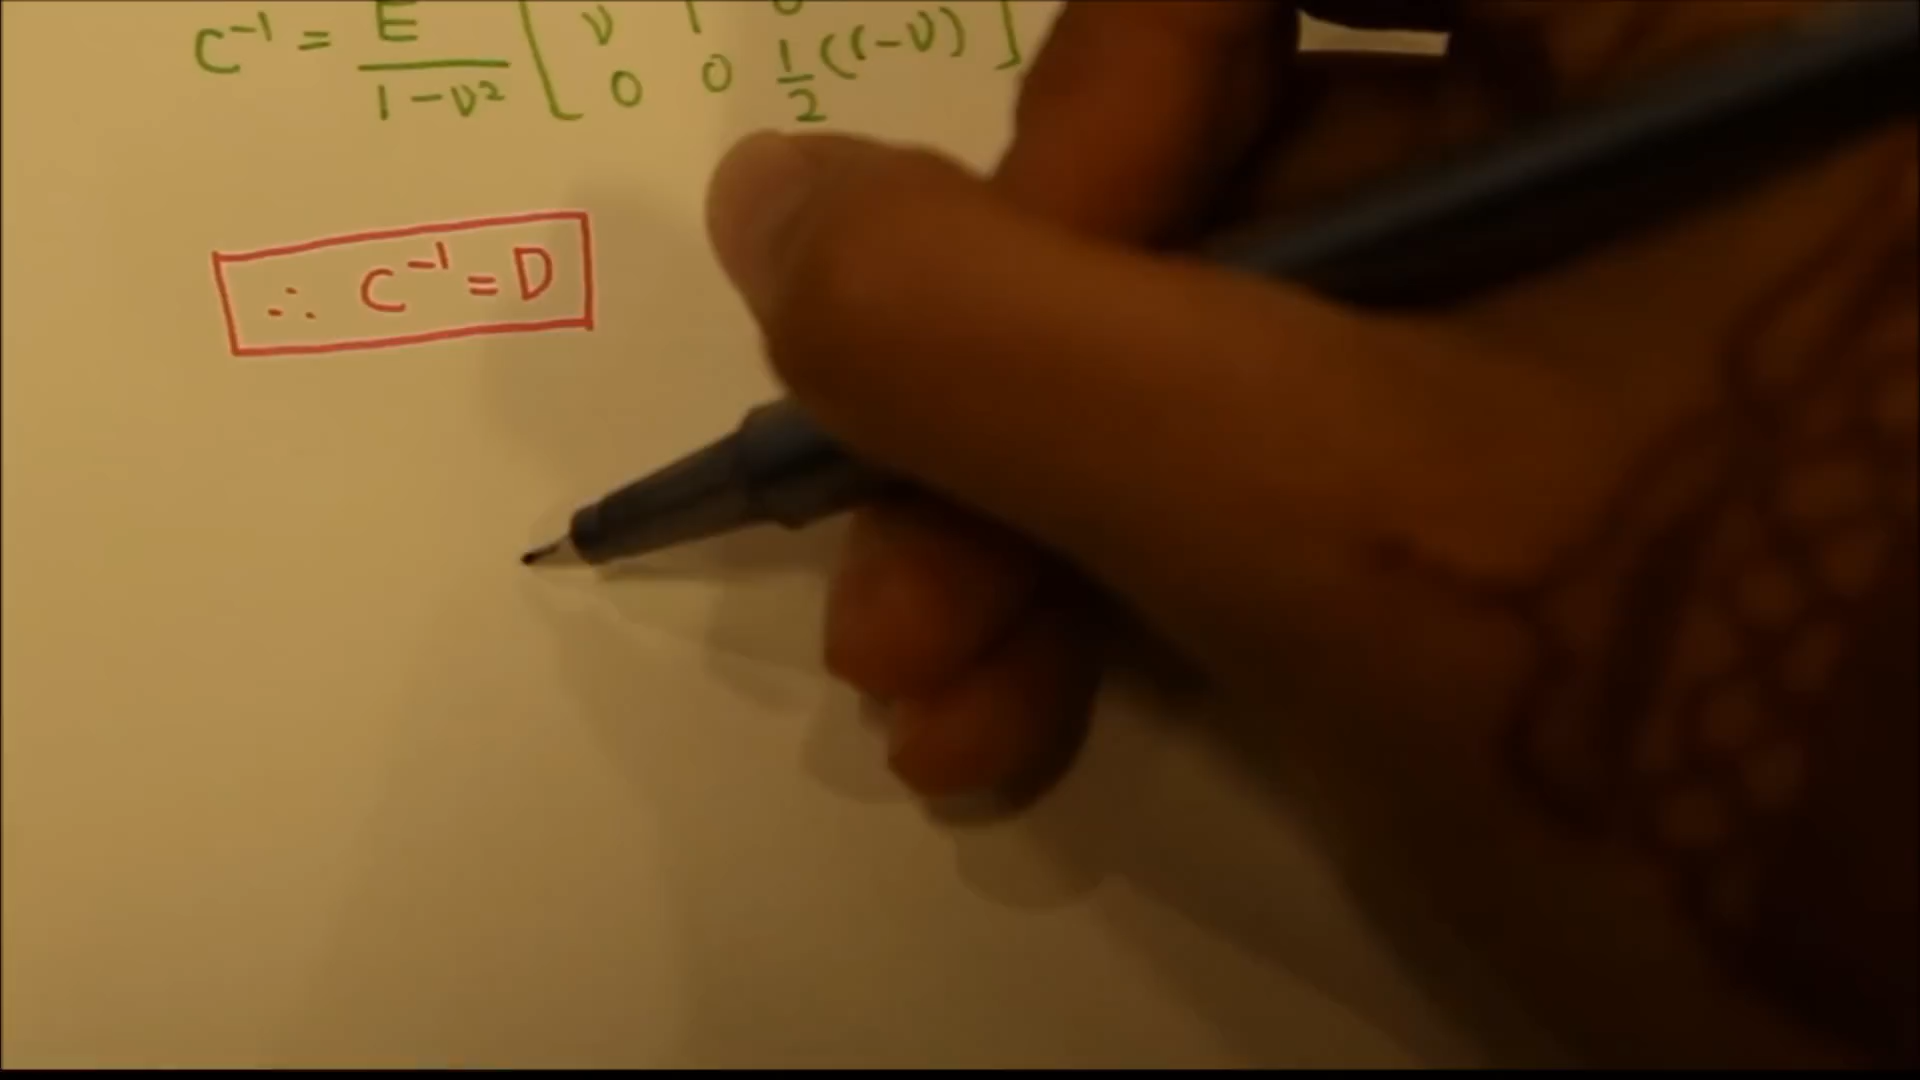 C⁻¹ = E/(1-ν²) [ν 1 0
0 0 1/2(1-ν)]
∴ C⁻¹ = D